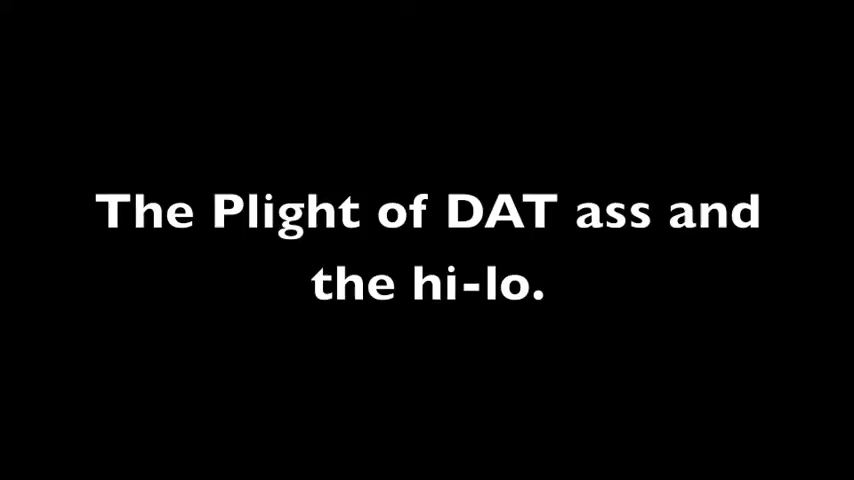 The Plight of DAT ass and
the hi-lo.